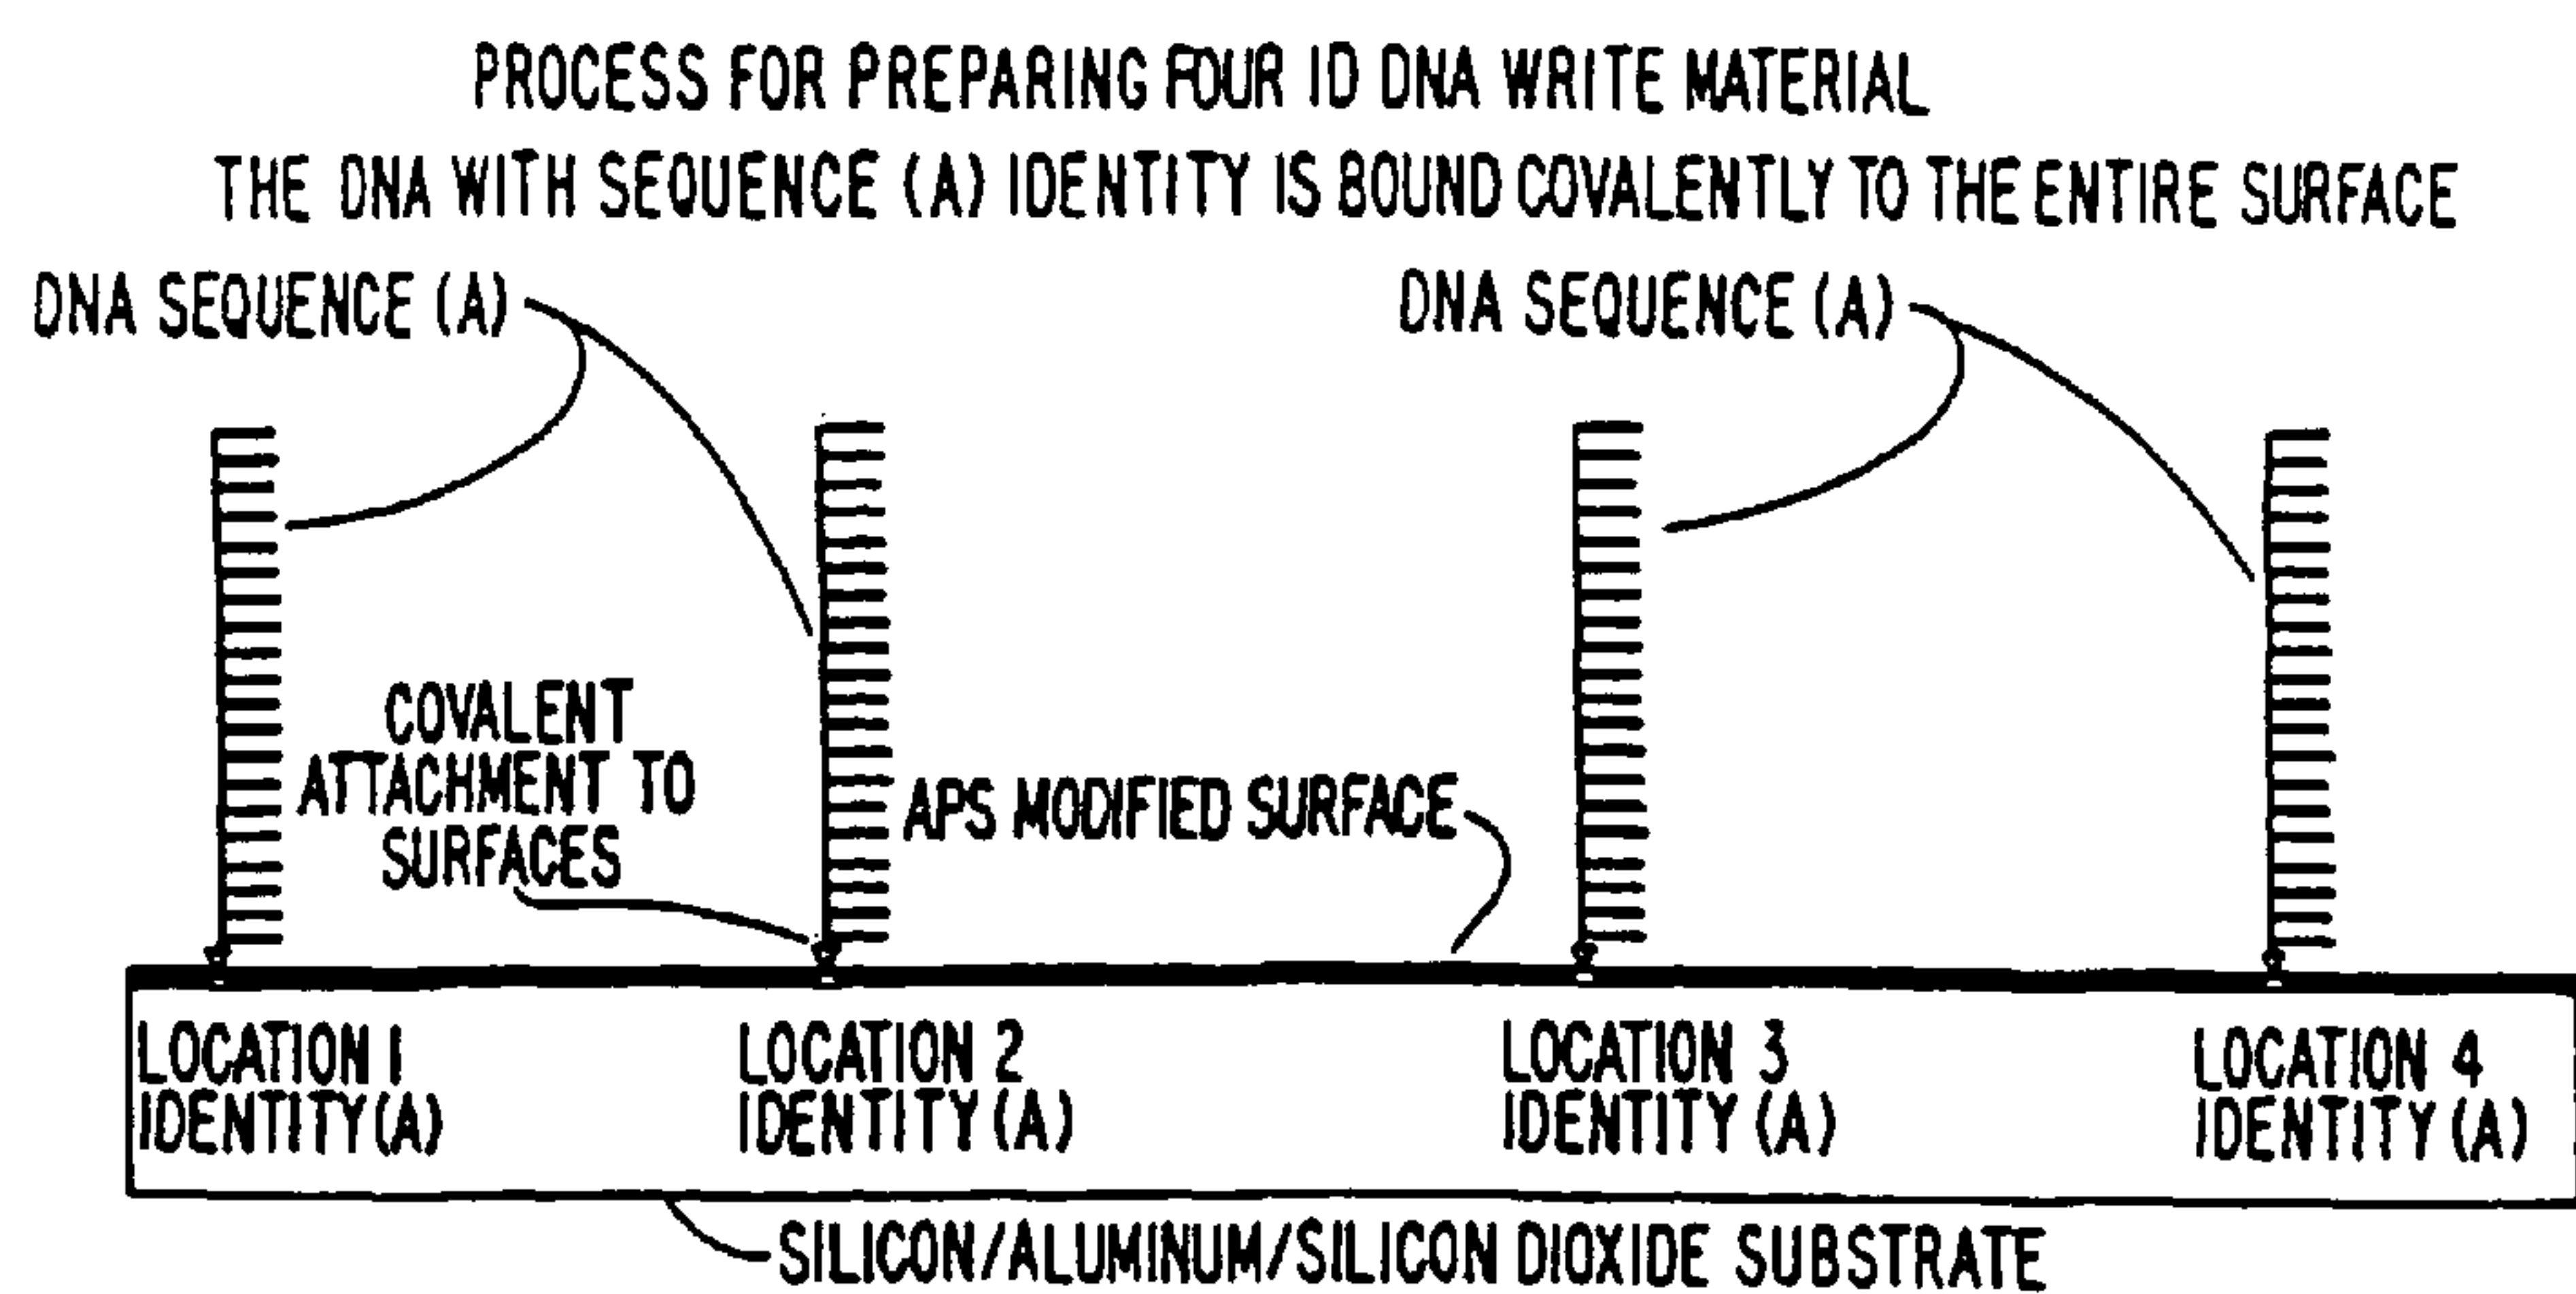 PROCESS FOR PREPARING FOUR ID DNA WRITE MATERIAL
THE DNA WITH SEQUENCE (A) IDENTITY IS BOUND COVALENTLY TO THE ENTIRE SURFACE
DNA SEQUENCE (A)
DNA SEQUENCE (A)
COVALENT
ATTACHMENT TO
SURFACES
APS MODIFIED SURFACE
LOCATION 1
IDENTITY (A)
LOCATION 2
IDENTITY (A)
LOCATION 3
IDENTITY (A)
LOCATION 4
IDENTITY (A)
SILICON/ALUMINUM/SILICON DIOXIDE SUBSTRATE